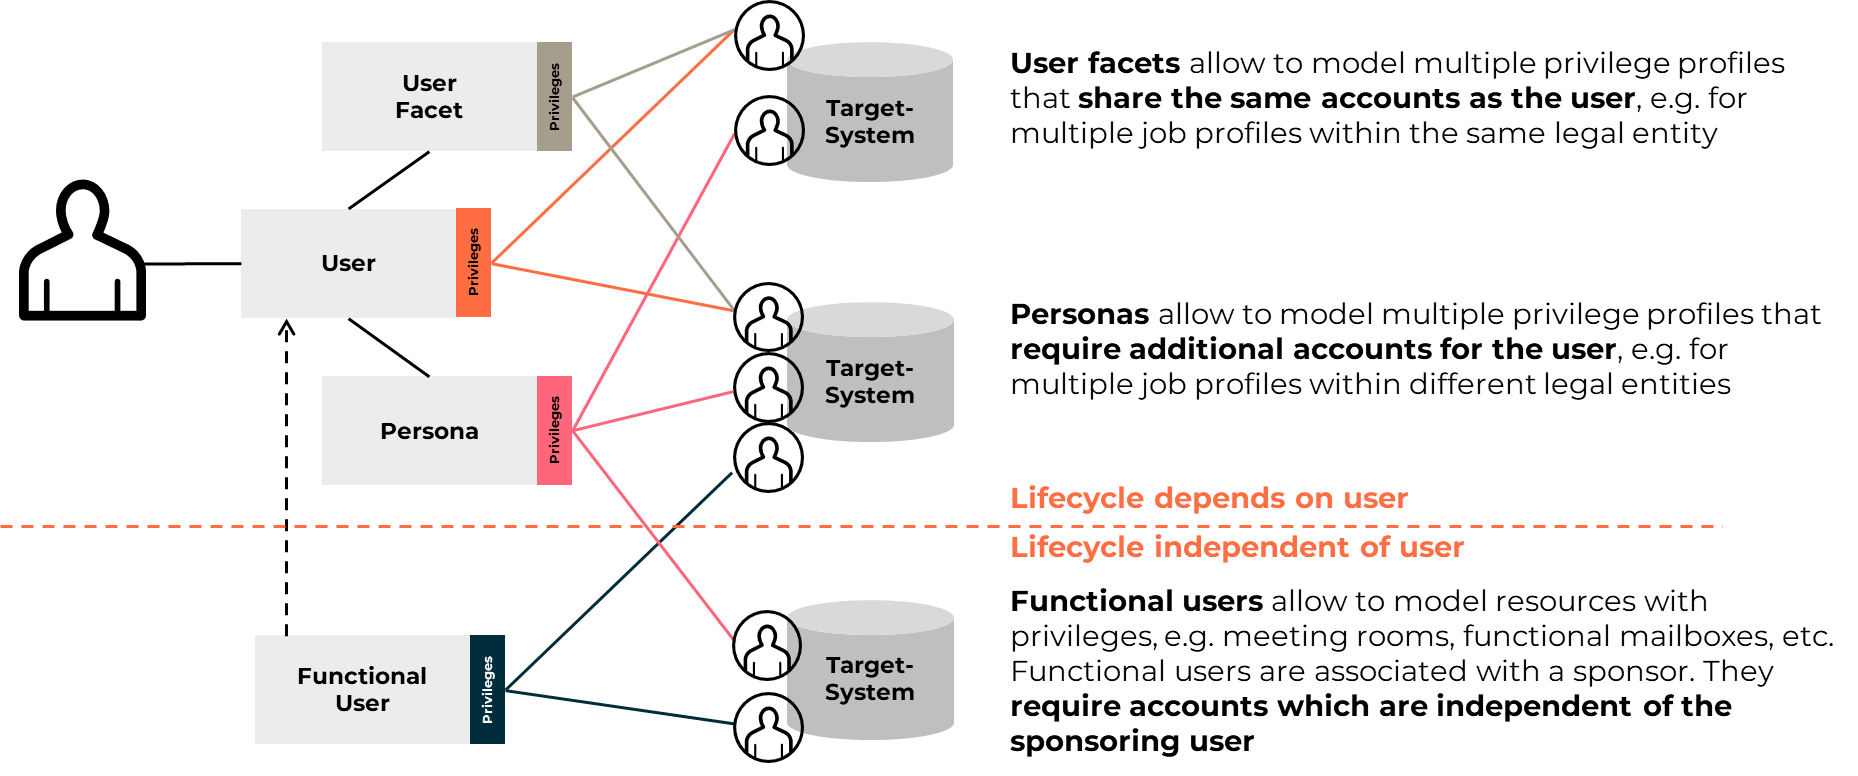 User
Facet
Privileges
Target-
System
User
Privileges
Persona
Privileges
Target-
System
Functional
User
Privileges
Target-
System
User facets allow to model multiple privilege profiles
that share the same accounts as the user, e.g. for
multiple job profiles within the same legal entity
Personas allow to model multiple privilege profiles that
require additional accounts for the user, e.g. for
multiple job profiles within different legal entities
Lifecycle depends on user
Lifecycle independent of user
Functional users allow to model resources with
privileges, e.g. meeting rooms, functional mailboxes, etc.
Functional users are associated with a sponsor. They
require accounts which are independent of the
sponsoring user